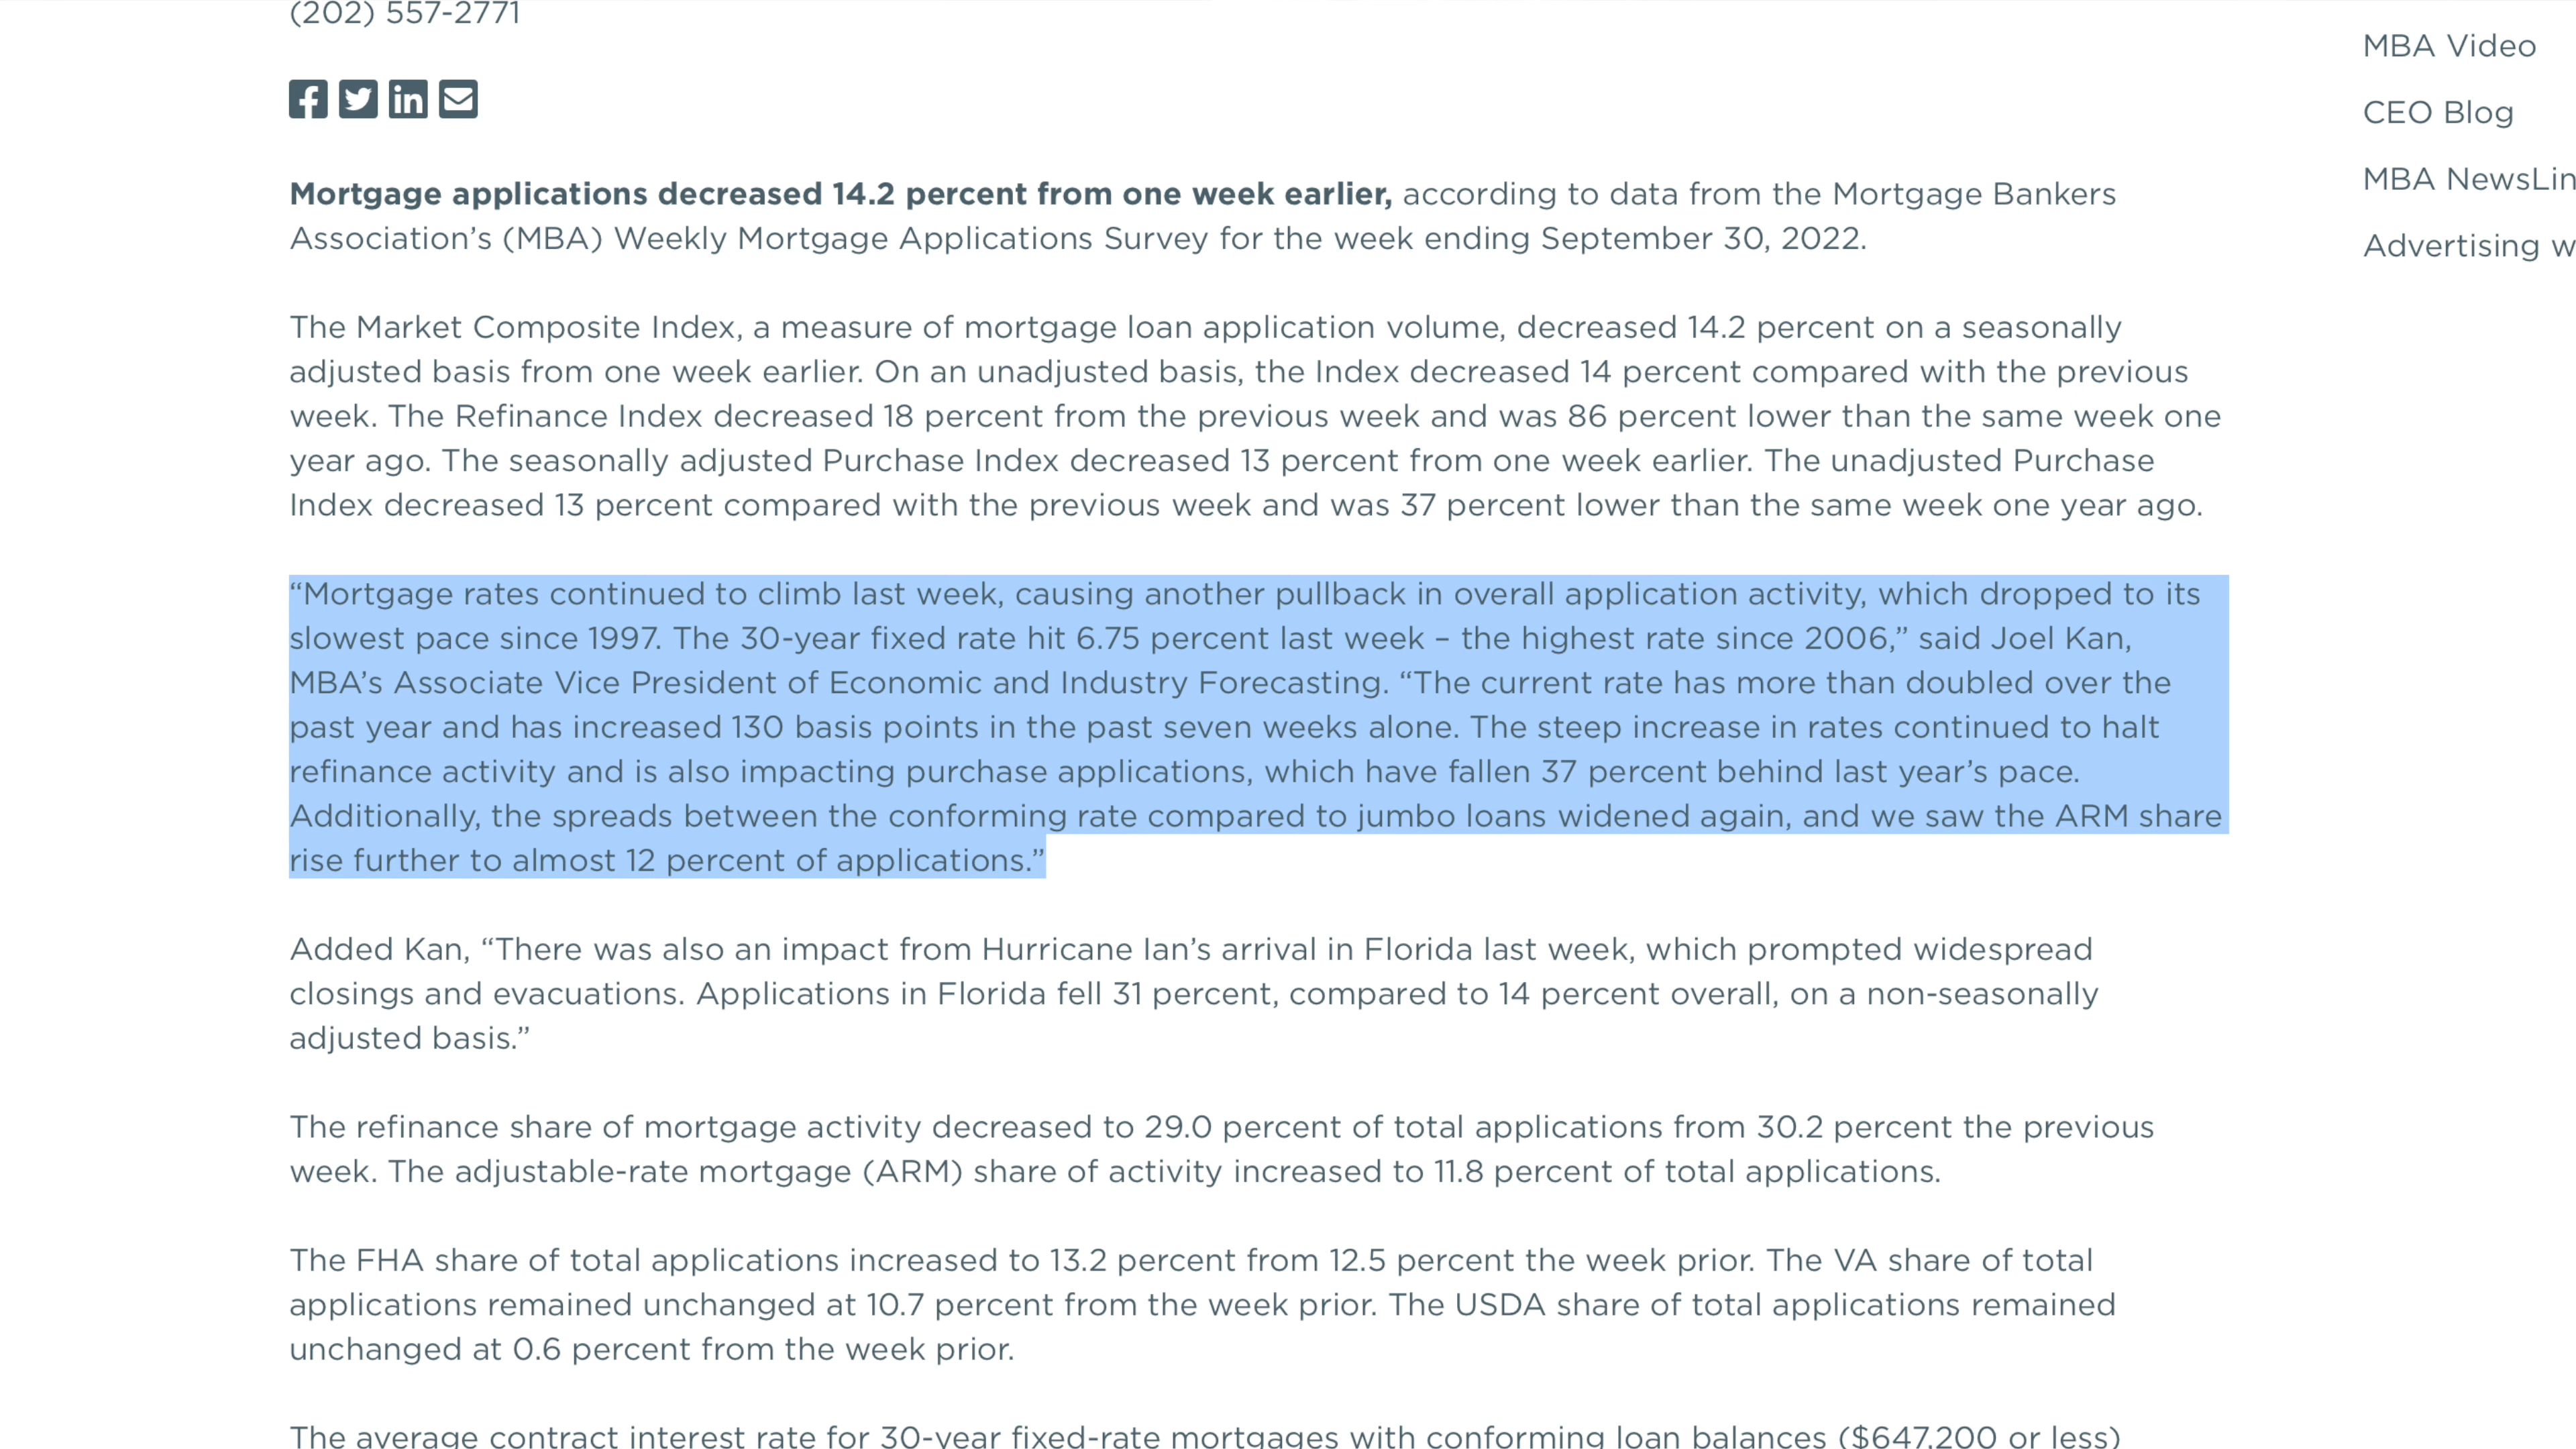 (202) 557-2771
MBA Video
CEO Blog
MBA NewsLin
Advertising w
Mortgage applications decreased 14.2 percent from one week earlier, according to data from the Mortgage Bankers
Association’s (MBA) Weekly Mortgage Applications Survey for the week ending September 30, 2022.
The Market Composite Index, a measure of mortgage loan application volume, decreased 14.2 percent on a seasonally
adjusted basis from one week earlier. On an unadjusted basis, the Index decreased 14 percent compared with the previous
week. The Refinance Index decreased 18 percent from the previous week and was 86 percent lower than the same week one
year ago. The seasonally adjusted Purchase Index decreased 13 percent from one week earlier. The unadjusted Purchase
Index decreased 13 percent compared with the previous week and was 37 percent lower than the same week one year ago.
“Mortgage rates continued to climb last week, causing another pullback in overall application activity, which dropped to its
slowest pace since 1997. The 30-year fixed rate hit 6.75 percent last week – the highest rate since 2006,” said Joel Kan,
MBA’s Associate Vice President of Economic and Industry Forecasting. “The current rate has more than doubled over the
past year and has increased 130 basis points in the past seven weeks alone. The steep increase in rates continued to halt
refinance activity and is also impacting purchase applications, which have fallen 37 percent behind last year’s pace.
Additionally, the spreads between the conforming rate compared to jumbo loans widened again, and we saw the ARM share
rise further to almost 12 percent of applications.”
Added Kan, “There was also an impact from Hurricane Ian’s arrival in Florida last week, which prompted widespread
closings and evacuations. Applications in Florida fell 31 percent, compared to 14 percent overall, on a non-seasonally
adjusted basis.”
The refinance share of mortgage activity decreased to 29.0 percent of total applications from 30.2 percent the previous
week. The adjustable-rate mortgage (ARM) share of activity increased to 11.8 percent of total applications.
The FHA share of total applications increased to 13.2 percent from 12.5 percent the week prior. The VA share of total
applications remained unchanged at 10.7 percent from the week prior. The USDA share of total applications remained
unchanged at 0.6 percent from the week prior.
The average contract interest rate for 30-year fixed-rate mortgages with conforming loan balances ($647,200 or less)